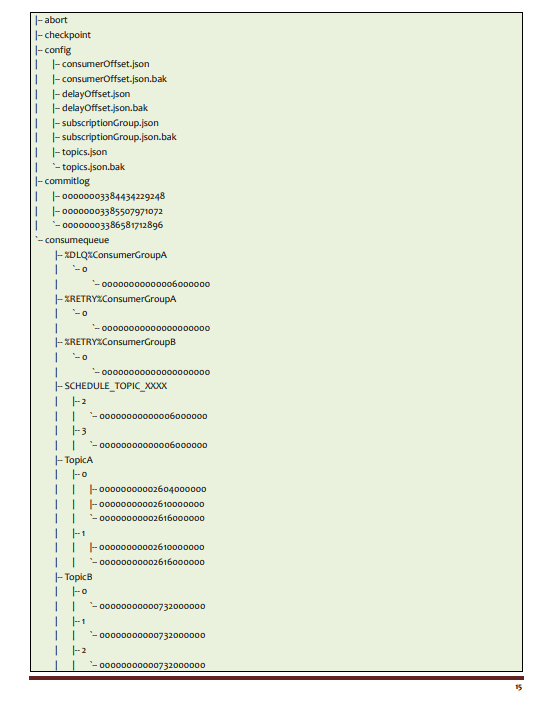 |-- abort
|-- checkpoint
|-- config
|   |-- consumerOffset.json
|   |-- consumerOffset.json.bak
|   |-- delayOffset.json
|   |-- delayOffset.json.bak
|   |-- subscriptionGroup.json
|   |-- subscriptionGroup.json.bak
|   |-- topics.json
|   `-- topics.json.bak
|-- commitlog
|   |-- 00000003384434229248
|   |-- 00000003385507971072
|   `-- 00000003386581712896
`-- consumequeue
    |-- %DLQ%ConsumerGroupA
    |   `-- 0
    |       `-- 00000000000006000000
    |-- %RETRY%ConsumerGroupA
    |   `-- 0
    |       `-- 00000000000000000000
    |-- %RETRY%ConsumerGroupB
    |   `-- 0
    |       `-- 00000000000000000000
    |-- SCHEDULE_TOPIC_XXXX
    |   |-- 2
    |   |   `-- 00000000000006000000
    |   |-- 3
    |   |   `-- 00000000000006000000
    |-- TopicA
    |   |-- 0
    |   |   |-- 00000000002604000000
    |   |   |-- 00000000002610000000
    |   |   `-- 00000000002616000000
    |   |-- 1
    |   |   |-- 00000000002610000000
    |   |   `-- 00000000002616000000
    |-- TopicB
    |   |-- 0
    |   |   `-- 00000000000732000000
    |   |-- 1
    |   |   `-- 00000000000732000000
    |   |-- 2
    |   |   `-- 00000000000732000000
15